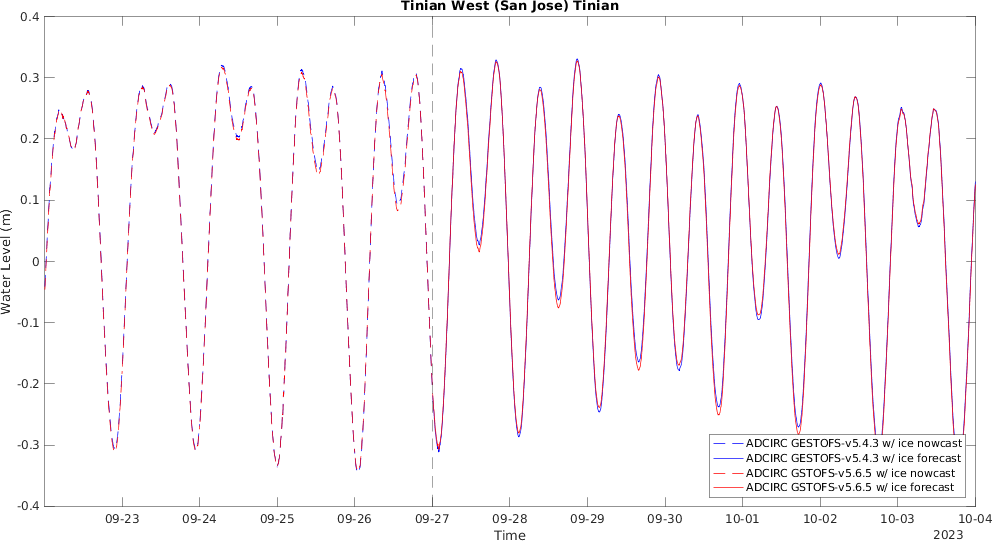 Tinian West (San Jose) Tinian
0.4
0.3
0.2
0.1
0
-0.1
-0.2
-0.3
-0.4
Water Level (m)
ADCIRC GESTOFS-v5.4.3 w/ ice nowcast
ADCIRC GESTOFS-v5.4.3 w/ ice forecast
ADCIRC GSTOFS-v5.6.5 w/ ice nowcast
ADCIRC GSTOFS-v5.6.5 w/ ice forecast
09-23 09-24 09-25 09-26 09-27 09-28 09-29 09-30 10-01 10-02 10-03 10-04
Time
2023